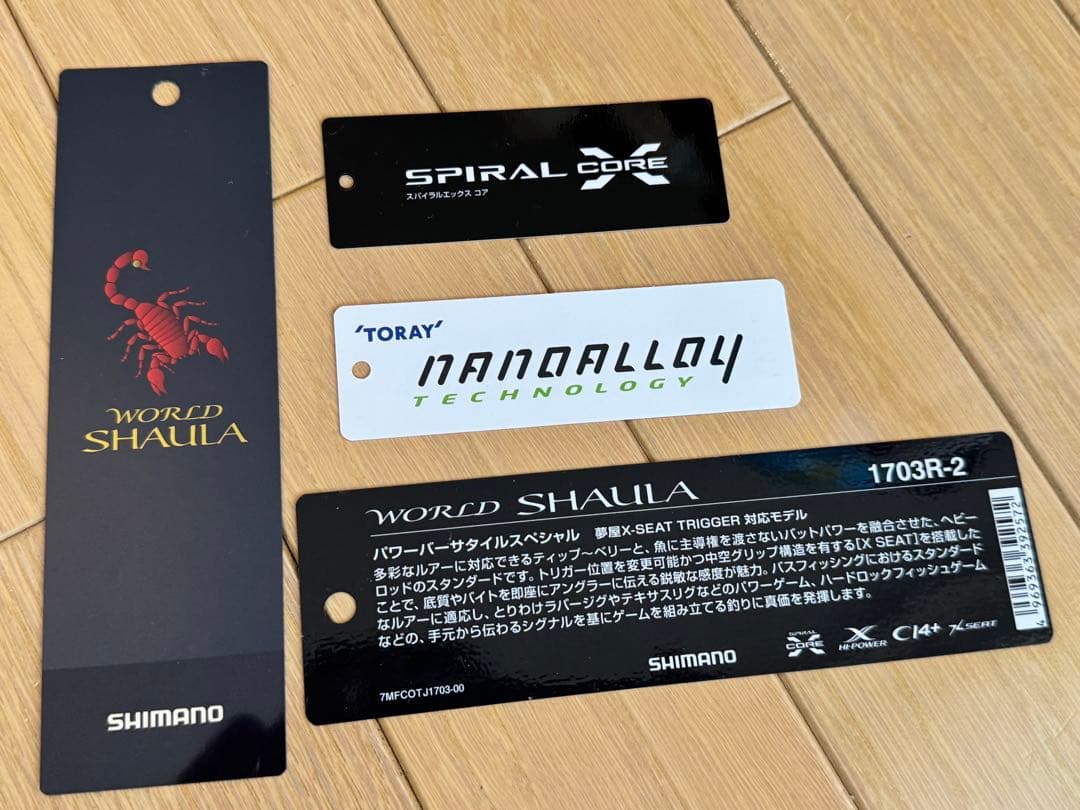 WORLD
SHAULA
SHIMANO
SPIRAL X CORE
スパイラルエックス コア
'TORAY'
NANOALLOY
TECHNOLOGY
WORLD SHAULA 1703R-2
パワーバーサタイルスペシャル 夢屋X-SEAT TRIGGER 対応モデル
多彩なルアーに対応できるティップ〜ベリーと、魚に主導権を渡さないバットパワーを融合させた、ヘビー
ロッドのスタンダードです。トリガー位置を変更可能かつ中空グリップ構造を有する[X SEAT]を搭載した
ことで、底質やバイトを即座にアングラーに伝える鋭敏な感度が魅力。バスフィッシングにおけるスタンダード
なルアーに適応し、とりわけラバージグやテキサスリグなどのパワーゲーム、ハードロックフィッシュゲーム
などの、手元から伝わるシグナルを基にゲームを組み立てる釣りに真価を発揮します。
SHIMANO
SPIRAL X CORE
X HI-POWER
CI4+
X SEAT
7MFCOTJ1703-00
4 969363 392572